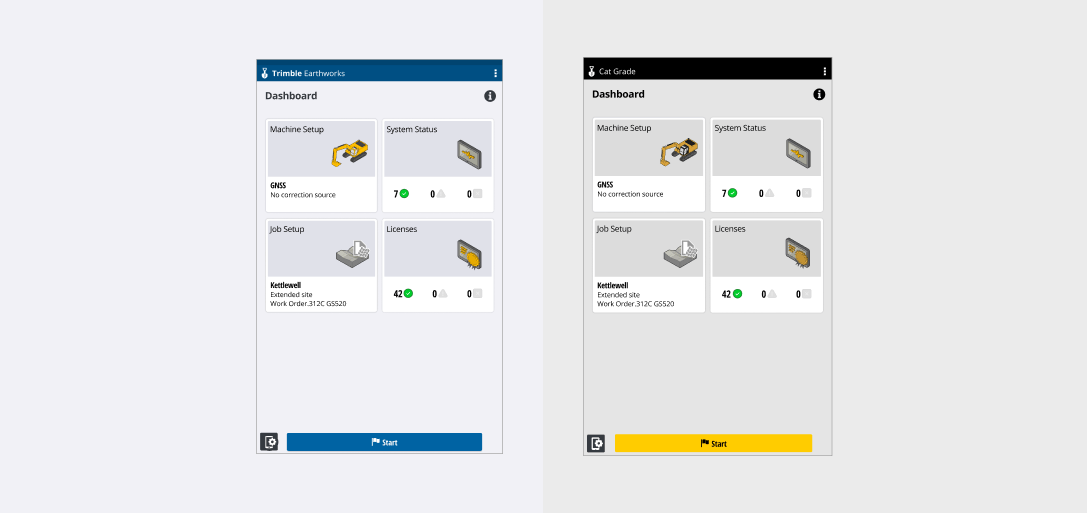 Trimble Earthworks
Dashboard
Machine Setup
GNSS
No correction source
System Status
7 0 0
Job Setup
Kettlewell
Extended site
Work Order.312C GS520
Licenses
42 0 0
Start
Cat Grade
Dashboard
Machine Setup
GNSS
No correction source
System Status
7 0 0
Job Setup
Kettlewell
Extended site
Work Order.312C GS520
Licenses
42 0 0
Start